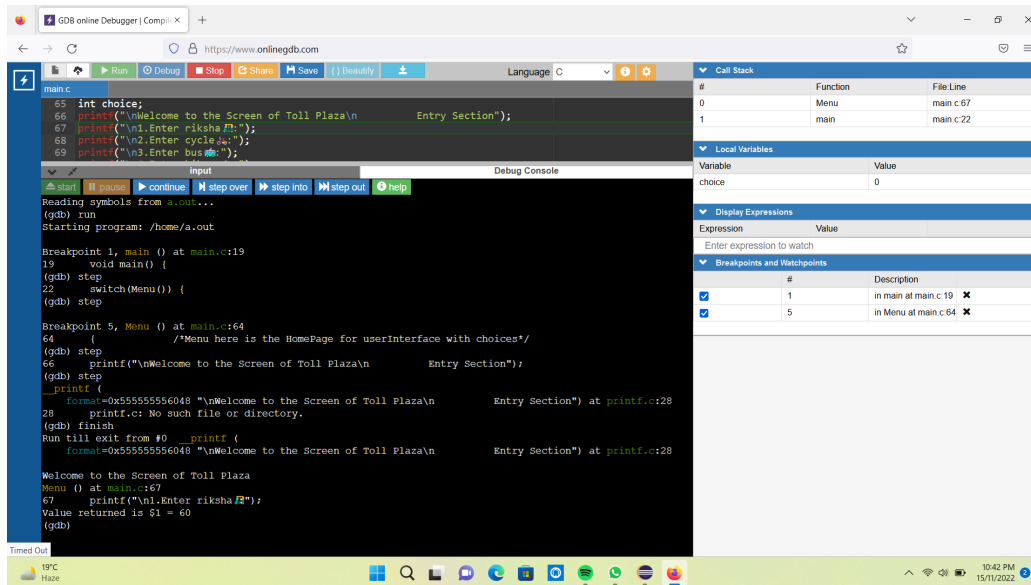 GDB online Debugger | Compile
https://www.onlinegdb.com
Run Debug Stop Share Save { } Beautify Language C
main.c
65 int choice;
66 printf("\nWelcome to the Screen of Toll Plaza\n          Entry Section");
67 printf("\n1.Enter riksha🛺:");
68 printf("\n2.Enter cycle🚲:");
69 printf("\n3.Enter bus🚌:");
input Debug Console
start pause continue step over step into step out help
Reading symbols from a.out...
(gdb) run
Starting program: /home/a.out
Breakpoint 1, main () at main.c:19
19      void main() {
(gdb) step
22      switch(Menu()) {
(gdb) step
Breakpoint 5, Menu () at main.c:64
64      {             /*Menu here is the HomePage for userInterface with choices*/
(gdb) step
66      printf("\nWelcome to the Screen of Toll Plaza\n          Entry Section");
(gdb) step
__printf (
    format=0x555555556048 "\nWelcome to the Screen of Toll Plaza\n          Entry Section") at printf.c:28
28      printf.c: No such file or directory.
(gdb) finish
Run till exit from #0  __printf (
    format=0x555555556048 "\nWelcome to the Screen of Toll Plaza\n          Entry Section") at printf.c:28
Welcome to the Screen of Toll Plaza
Menu () at main.c:67
67      printf("\n1.Enter riksha🛺");
Value returned is $1 = 60
(gdb)
Timed Out
Call Stack
# Function File:Line
0 Menu main.c:67
1 main main.c:22
Local Variables
Variable Value
choice 0
Display Expressions
Expression Value
Enter expression to watch
Breakpoints and Watchpoints
# Description
1 in main at main.c:19
5 in Menu at main.c:64
19°C
Haze
10:42 PM
15/11/2022
2